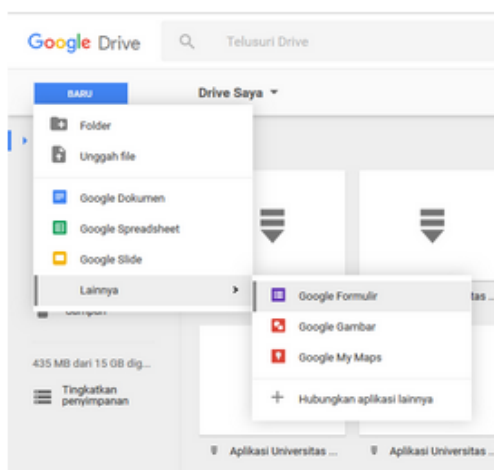 Google Drive
Telusuri Drive
BARU
Drive Saya
Folder
Unggah file
Google Dokumen
Google Spreadsheet
Google Slide
Lainnya
Google Formulir
Google Gambar
Google My Maps
Hubungkan aplikasi lainnya
435 MB dari 15 GB dig...
Tingkatkan
penyimpanan
Aplikasi Universitas ...
Aplikasi Universitas ..